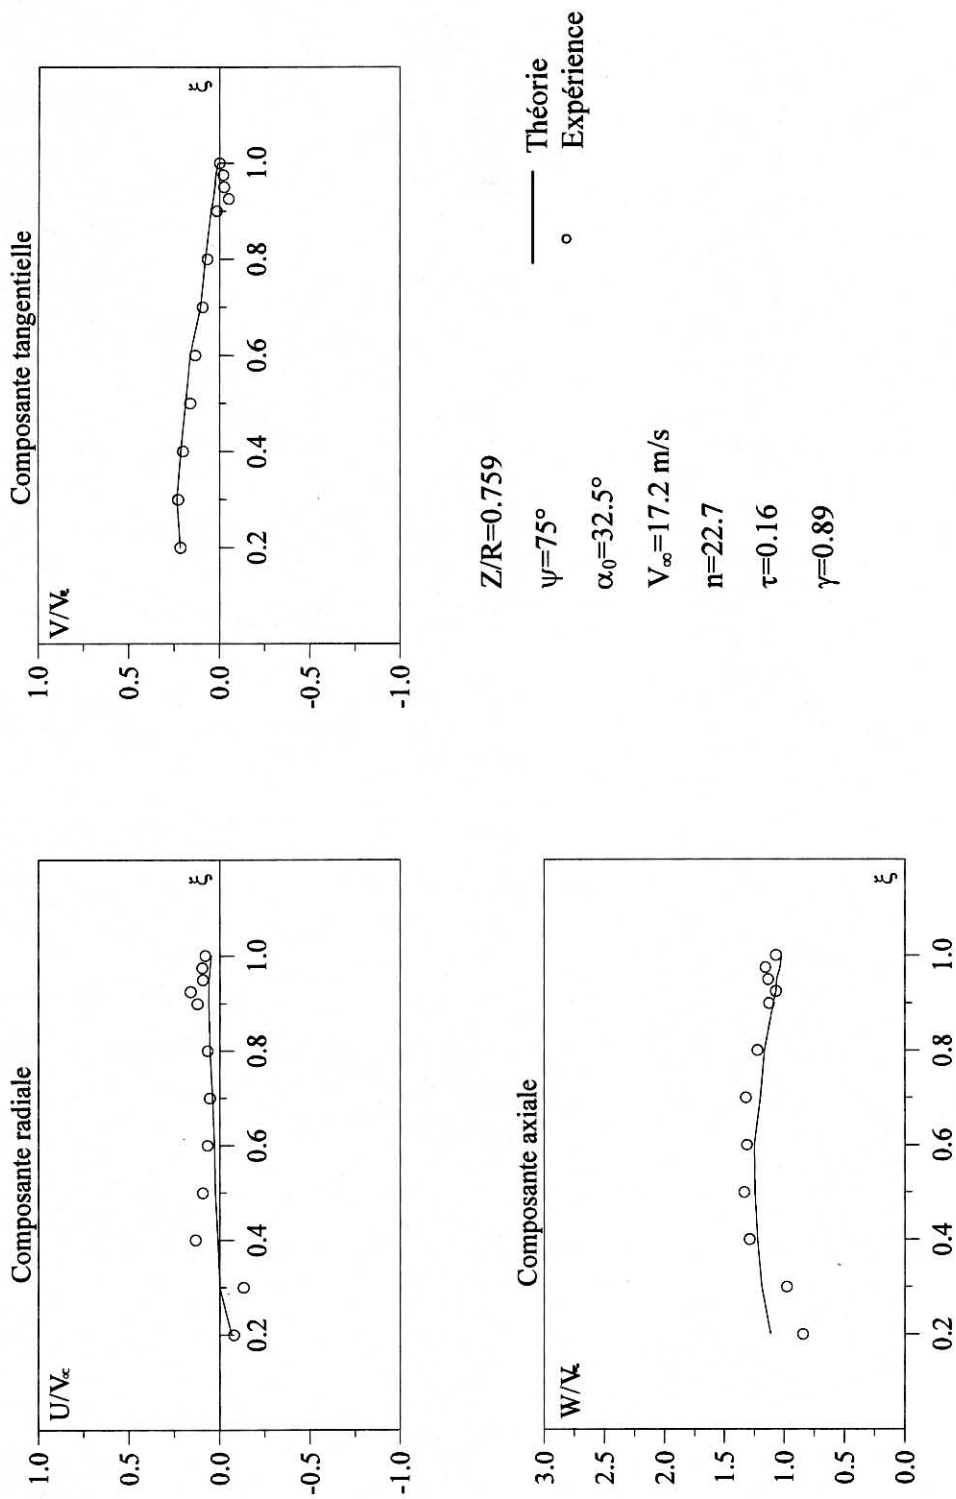 Composante radiale
U/V∞
1.0
0.5
0.0
-0.5
-1.0
0.2
0.4
0.6
0.8
1.0
ξ
Composante tangentielle
V/V
1.0
0.5
0.0
-0.5
-1.0
0.2
0.4
0.6
0.8
1.0
ξ
Composante axiale
W/V
3.0
2.5
2.0
1.5
1.0
0.5
0.0
0.2
0.4
0.6
0.8
1.0
ξ
Z/R=0.759
ψ=75°
α₀=32.5°
V∞=17.2 m/s
n=22.7
τ=0.16
γ=0.89
Théorie
Expérience